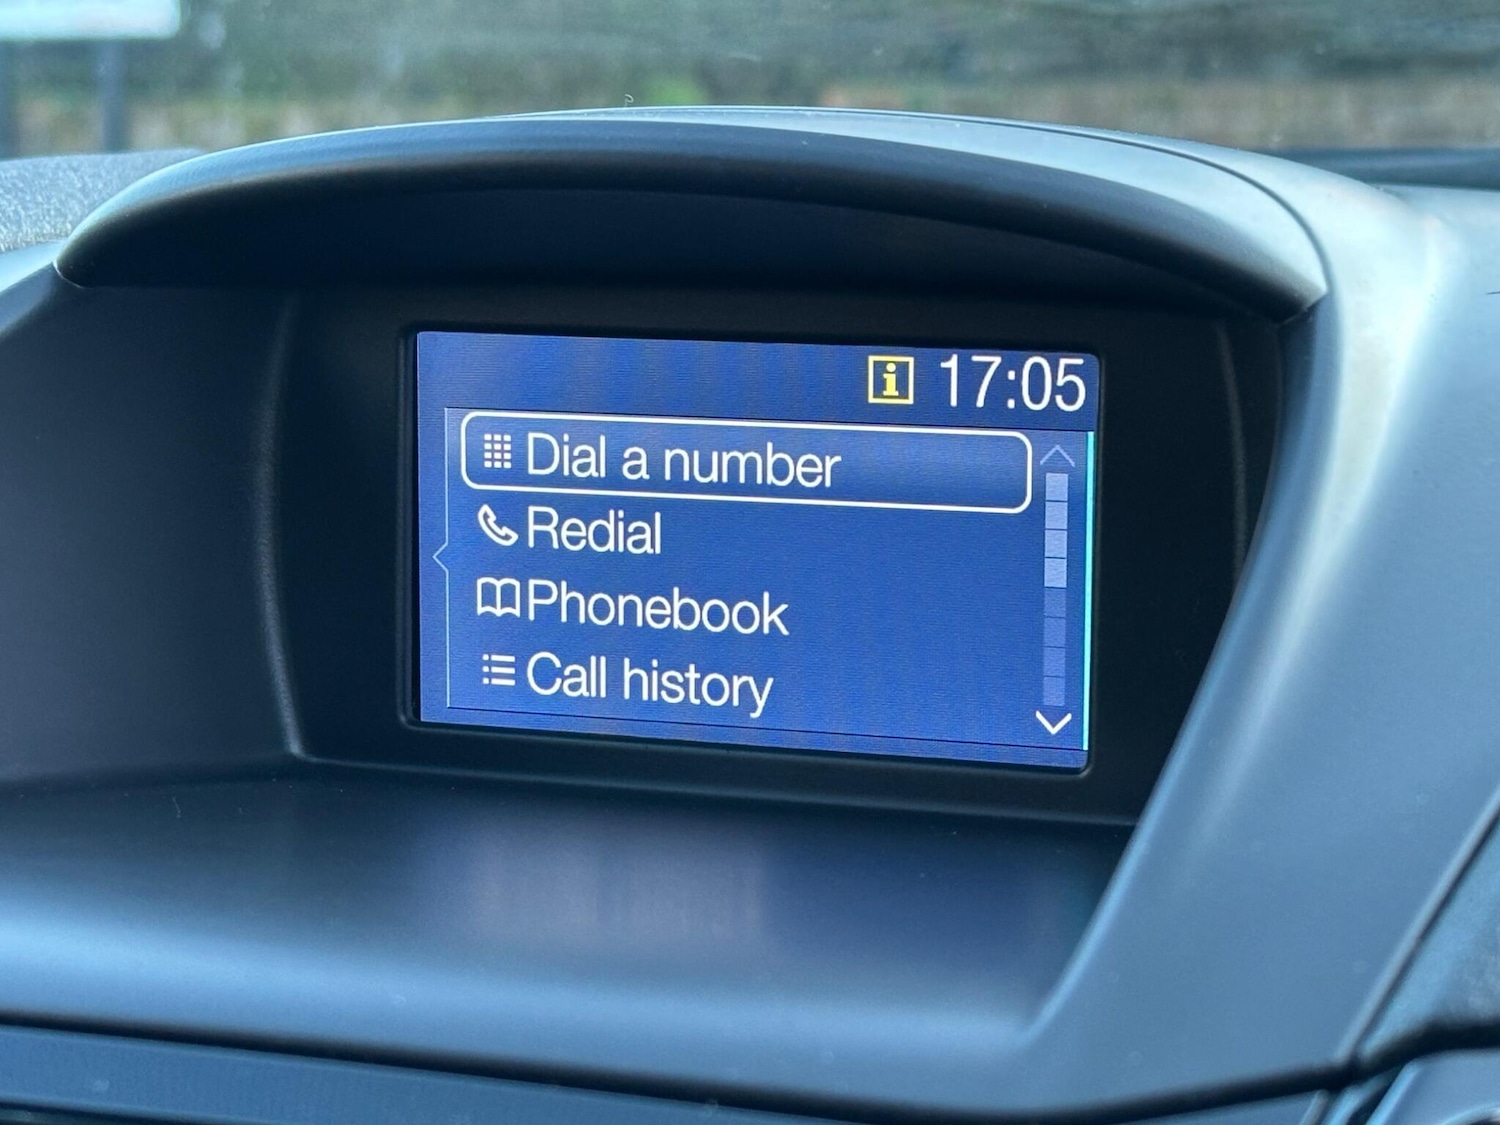 i 17:05
Dial a number
Redial
Phonebook
Call history